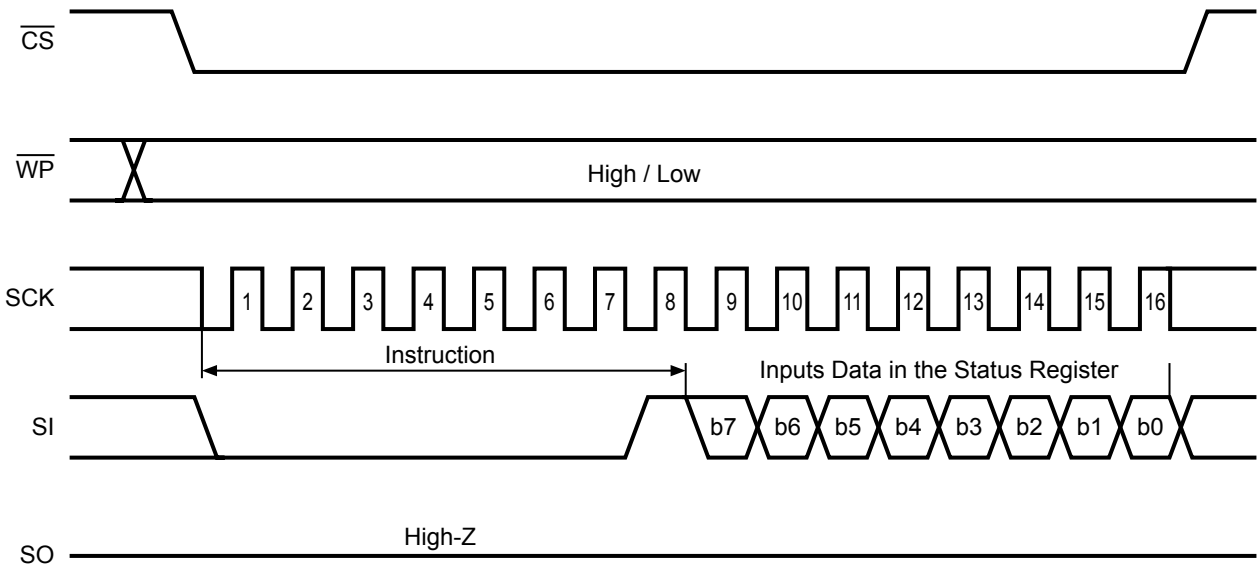 CS
WP
High / Low
SCK
1 2 3 4 5 6 7 8 9 10 11 12 13 14 15 16
Instruction
Inputs Data in the Status Register
SI
b7 b6 b5 b4 b3 b2 b1 b0
High-Z
SO